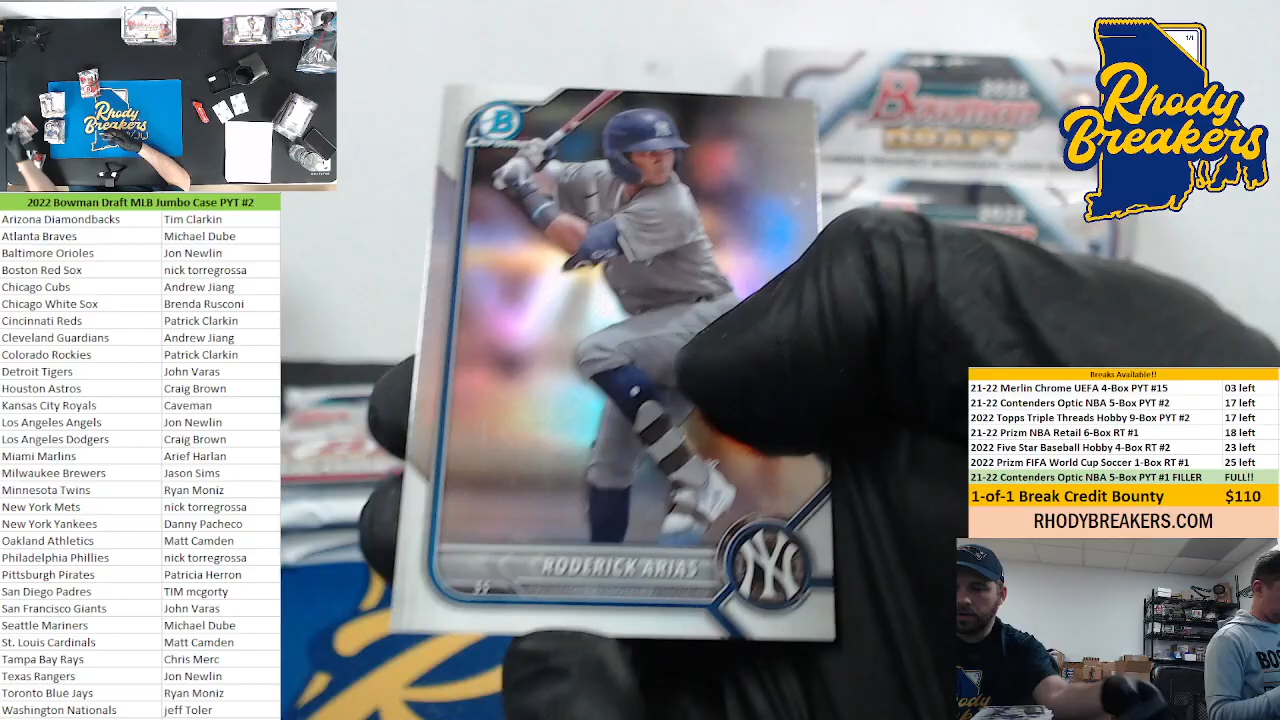 2022 Bowman Draft MLB Jumbo Case PYT #2
Arizona Diamondbacks Tim Clarkin
Atlanta Braves Michael Dube
Baltimore Orioles Jon Newlin
Boston Red Sox nick torregrossa
Chicago Cubs Andrew Jiang
Chicago White Sox Brenda Rusconi
Cincinnati Reds Patrick Clarkin
Cleveland Guardians Andrew Jiang
Colorado Rockies Patrick Clarkin
Detroit Tigers John Varas
Houston Astros Craig Brown
Kansas City Royals Caveman
Los Angeles Angels Jon Newlin
Los Angeles Dodgers Craig Brown
Miami Marlins Arief Harlan
Milwaukee Brewers Jason Sims
Minnesota Twins Ryan Moniz
New York Mets nick torregrossa
New York Yankees Danny Pacheco
Oakland Athletics Matt Camden
Philadelphia Phillies nick torregrossa
Pittsburgh Pirates Patricia Herron
San Diego Padres TIM mcgorty
San Francisco Giants John Varas
Seattle Mariners Michael Dube
St. Louis Cardinals Matt Camden
Tampa Bay Rays Chris Merc
Texas Rangers Jon Newlin
Toronto Blue Jays Ryan Moniz
Washington Nationals jeff Toler
Rhody
Breakers
B
CHROME
RODERICK ARIAS
SS
NY
2022
Bowman
DRAFT
2022
1/1
Rhody
Breakers
Breaks Available!!
21-22 Merlin Chrome UEFA 4-Box PYT #15 03 left
21-22 Contenders Optic NBA 5-Box PYT #2 17 left
2022 Topps Triple Threads Hobby 9-Box PYT #2 17 left
21-22 Prizm NBA Retail 6-Box RT #1 18 left
2022 Five Star Baseball Hobby 4-Box RT #2 23 left
2022 Prizm FIFA World Cup Soccer 1-Box RT #1 25 left
21-22 Contenders Optic NBA 5-Box PYT #1 FILLER FULL!!
1-of-1 Break Credit Bounty $110
RHODYBREAKERS.COM